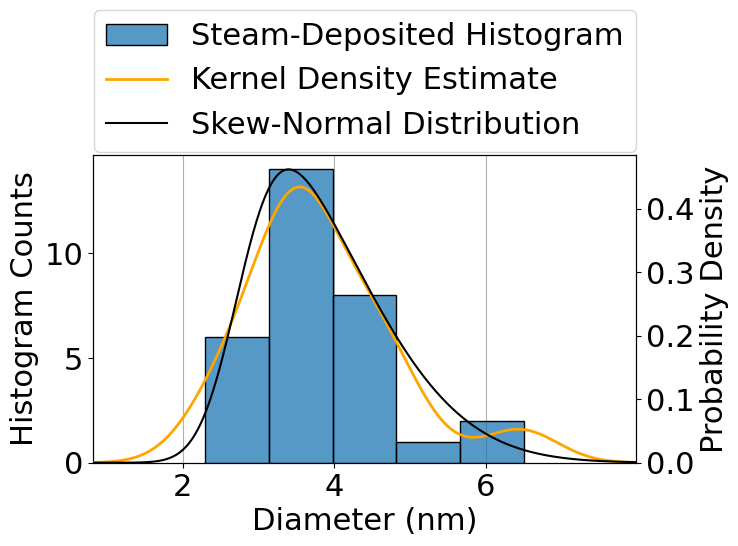 Steam-Deposited Histogram
Kernel Density Estimate
Skew-Normal Distribution
Histogram Counts
10
5
0
0.4
0.3
0.2
0.1
0.0
Probability Density
2 4 6
Diameter (nm)